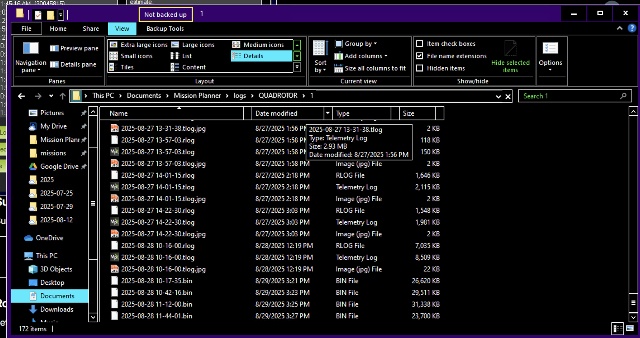 Not backed up
1
File
Home
Share
View
Backup Tools
Navigation pane
Preview pane
Details pane
Panes
Extra large icons
Large icons
Medium icons
Small icons
List
Details
Tiles
Content
Layout
Sort by
Group by
Add columns
Size all columns to fit
Current view
Item check boxes
File name extensions
Hidden items
Hide selected items
Show/hide
Options
This PC > Documents > Mission Planner > logs > QUADROTOR > 1
Search 1
Pictures
My Drive
Mission Plann
missions
Google Drive
2025
2025-07-25
2025-07-29
2025-08-12
OneDrive
This PC
3D Objects
Desktop
Documents
Downloads
Name Date modified Type Size
2025-08-27 13-31-38.tlog.jpg 8/27/2025 1:56 PM 2 KB
2025-08-27 13-57-03.rlog 8/27/2025 1:56 PM 118 KB
2025-08-27 13-57-03.tlog 8/27/2025 1:58 PM 150 KB
2025-08-27 13-57-03.tlog.jpg 8/27/2025 1:56 PM Image (jpg) File 2 KB
2025-08-27 14-01-15.rlog 8/27/2025 2:18 PM RLOG File 1,646 KB
2025-08-27 14-01-15.tlog 8/27/2025 2:18 PM Telemetry Log 2,115 KB
2025-08-27 14-01-15.tlog.jpg 8/27/2025 2:18 PM Image (jpg) File 2 KB
2025-08-27 14-22-30.rlog 8/27/2025 3:03 PM RLOG File 1,548 KB
2025-08-27 14-22-30.tlog 8/27/2025 3:03 PM Telemetry Log 1,981 KB
2025-08-27 14-22-30.tlog.jpg 8/27/2025 3:03 PM Image (jpg) File 2 KB
2025-08-28 10-16-00.rlog 8/28/2025 12:19 PM RLOG File 7,035 KB
2025-08-28 10-16-00.tlog 8/28/2025 12:19 PM Telemetry Log 8,509 KB
2025-08-28 10-16-00.tlog.jpg 8/28/2025 12:19 PM Image (jpg) File 22 KB
2025-08-28 10-17-35.bin 8/29/2025 3:21 PM BIN File 26,620 KB
2025-08-28 10-42-16.bin 8/29/2025 3:23 PM BIN File 29,511 KB
2025-08-28 11-12-00.bin 8/29/2025 3:25 PM BIN File 31,338 KB
2025-08-28 11-44-01.bin 8/29/2025 3:27 PM BIN File 23,700 KB
2025-08-27 13-31-38.tlog
Type: Telemetry Log
Size: 2.93 MB
Date modified: 8/27/2025 1:56 PM
172 items